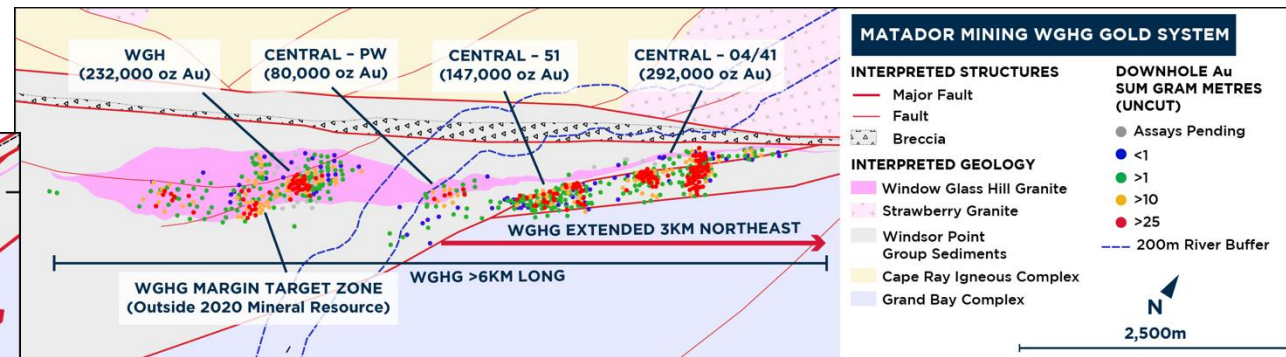 WGH
(232,000 oz Au)
CENTRAL – PW
(80,000 oz Au)
CENTRAL – 51
(147,000 oz Au)
CENTRAL – 04/41
(292,000 oz Au)
WGHG EXTENDED 3KM NORTHEAST
WGHG >6KM LONG
WGHG MARGIN TARGET ZONE
(Outside 2020 Mineral Resource)
MATADOR MINING WGHG GOLD SYSTEM
INTERPRETED STRUCTURES
Major Fault
Fault
Breccia
INTERPRETED GEOLOGY
Window Glass Hill Granite
Strawberry Granite
Windsor Point
Group Sediments
Cape Ray Igneous Complex
Grand Bay Complex
DOWNHOLE Au
SUM GRAM METRES
(UNCUT)
Assays Pending
<1
>1
>10
>25
200m River Buffer
N
2,500m